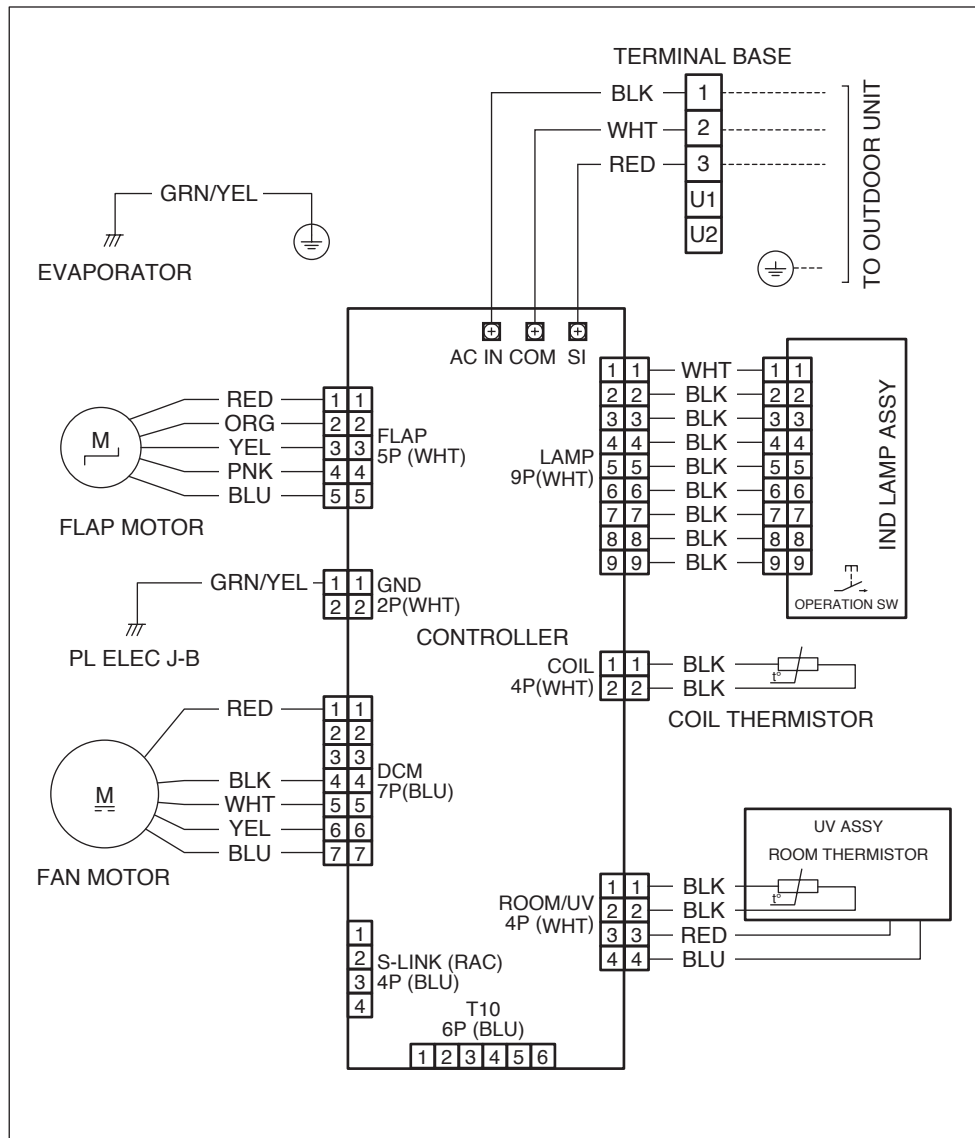 TERMINAL BASE
BLK 1
WHT 2
RED 3
U1
U2
TO OUTDOOR UNIT
GRN/YEL
EVAPORATOR
AC IN COM SI
RED 1 1
ORG 2 2
YEL 3 3
PNK 4 4
BLU 5 5
M
FLAP
5P (WHT)
FLAP MOTOR
1 1 WHT 1 1
2 2 BLK 2 2
3 3 BLK 3 3
4 4 BLK 4 4
5 5 BLK 5 5
6 6 BLK 6 6
7 7 BLK 7 7
8 8 BLK 8 8
9 9 BLK 9 9
LAMP
9P(WHT)
IND LAMP ASSY
OPERATION SW
GRN/YEL 1 1
2 2
GND
2P(WHT)
PL ELEC J-B
CONTROLLER
COIL
4P(WHT)
1 1 BLK
2 2 BLK
t°
COIL THERMISTOR
RED 1 1
2 2
3 3
BLK 4 4
WHT 5 5
YEL 6 6
BLU 7 7
M
DCM
7P(BLU)
FAN MOTOR
UV ASSY
ROOM THERMISTOR
t°
ROOM/UV
4P (WHT)
1 1 BLK
2 2 BLK
3 3 RED
4 4 BLU
1
2
3
4
S-LINK (RAC)
4P (BLU)
T10
6P (BLU)
1 2 3 4 5 6